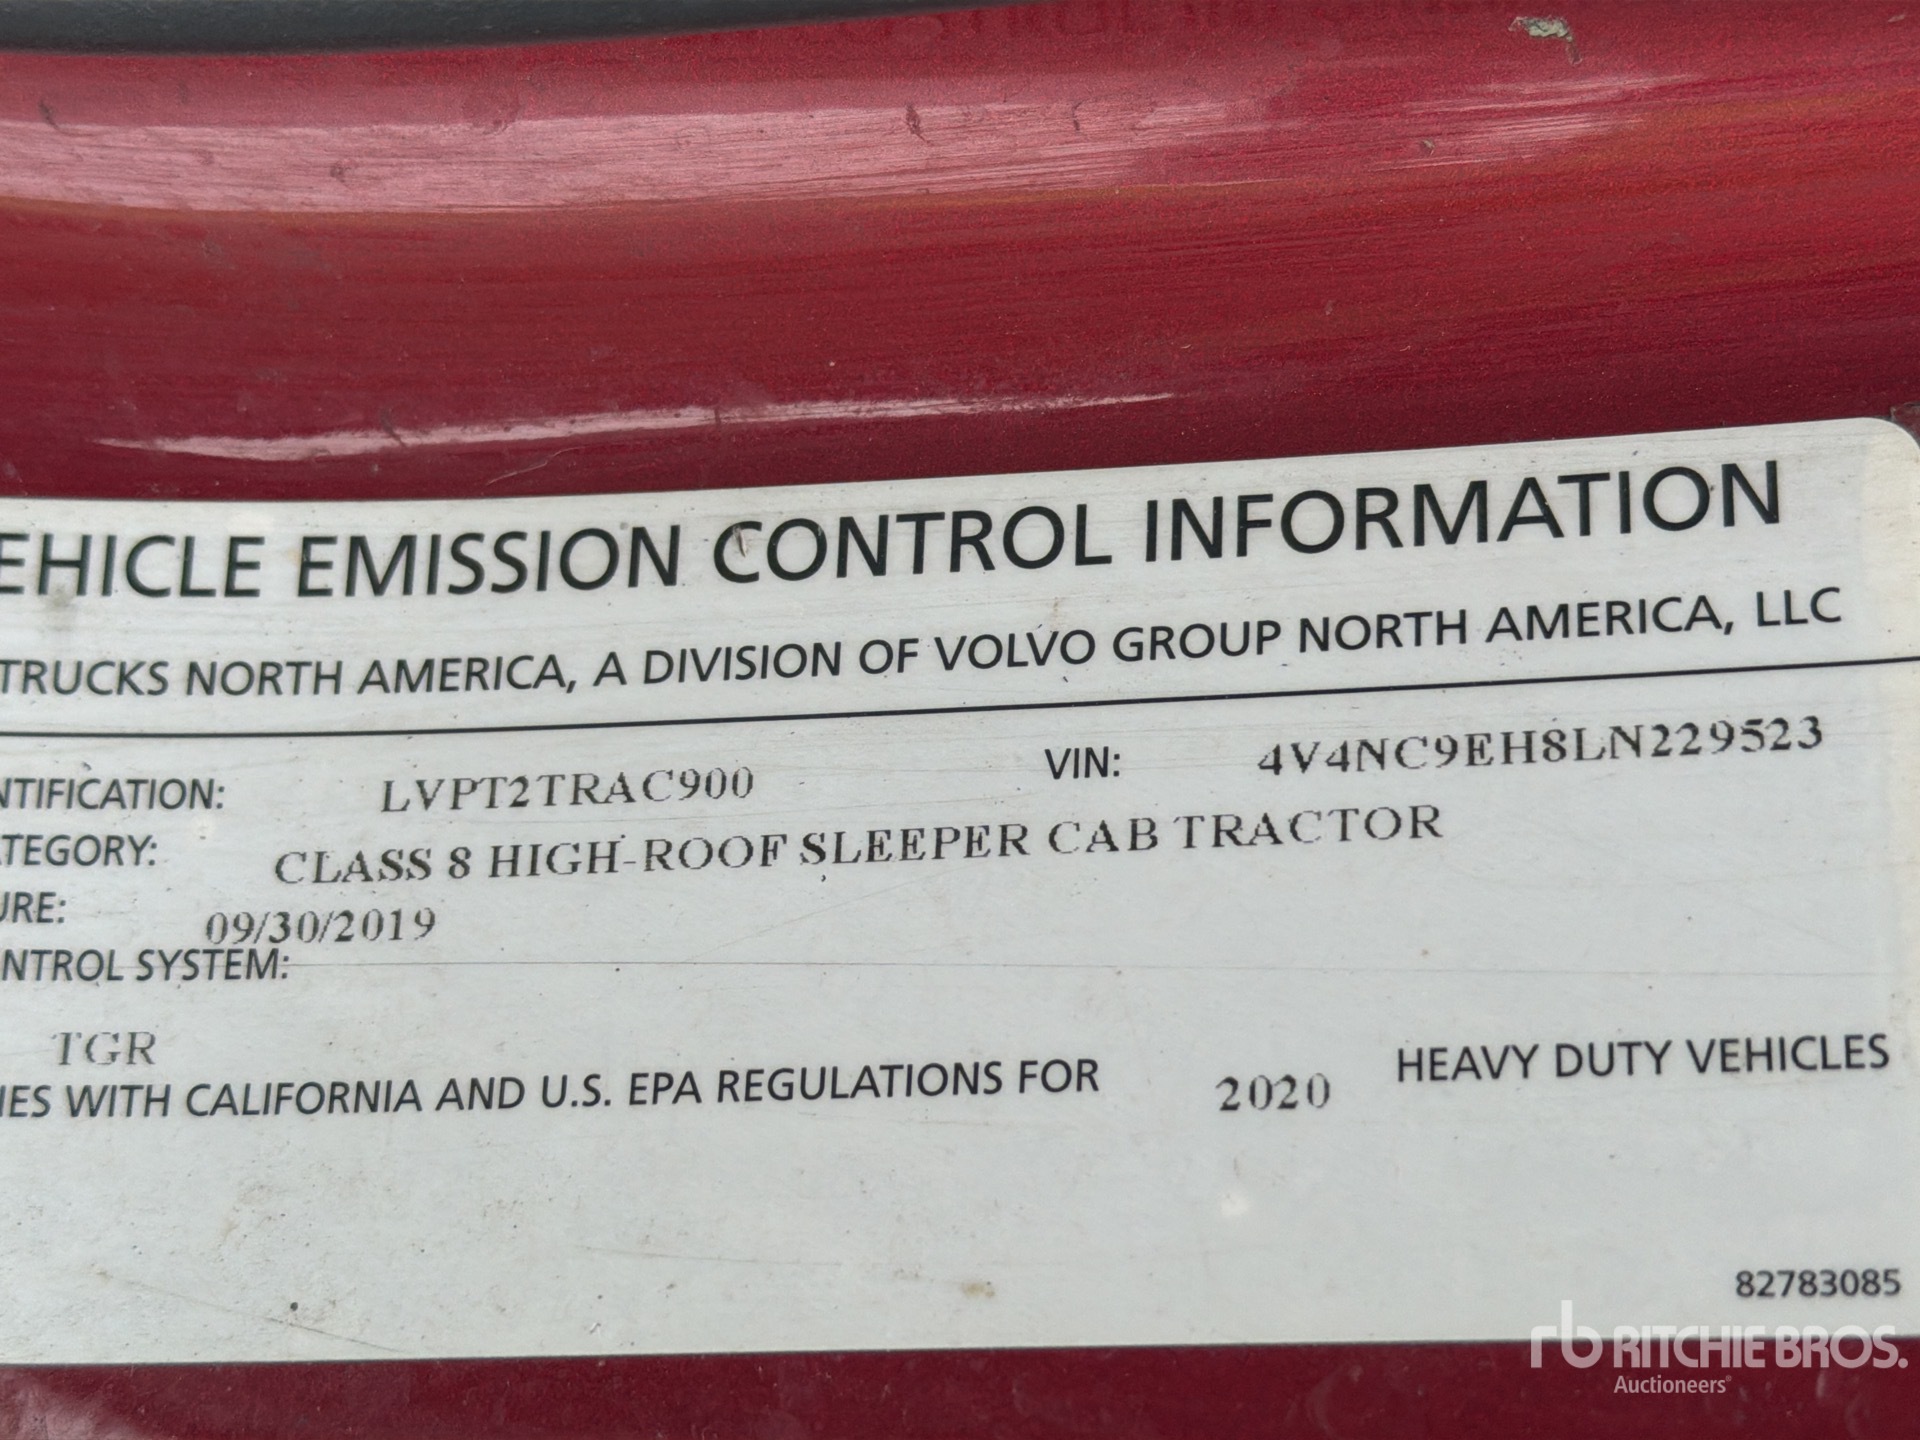 EHICLE EMISSION CONTROL INFORMATION
TRUCKS NORTH AMERICA, A DIVISION OF VOLVO GROUP NORTH AMERICA, LLC
NTIFICATION: LVPT2TRAC900 VIN: 4V4NC9EH8LN229523
TEGORY: CLASS 8 HIGH-ROOF SLEEPER CAB TRACTOR
URE: 09/30/2019
NTROL SYSTEM:
TGR
IES WITH CALIFORNIA AND U.S. EPA REGULATIONS FOR 2020 HEAVY DUTY VEHICLES
82783085
rb RITCHIE BROS.
Auctioneers